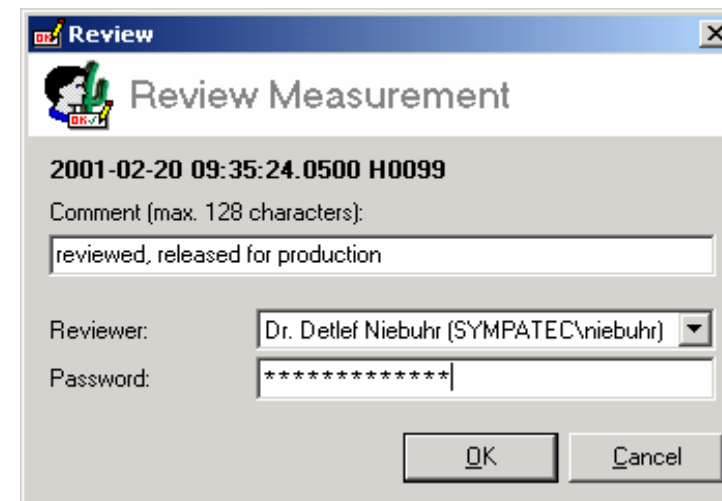 Review
Review Measurement
2001-02-20 09:35:24.0500 H0099
Comment (max. 128 characters):
reviewed, released for production
Reviewer: Dr. Detlef Niebuhr (SYMPATEC\niebuhr)
Password: *************
OK Cancel